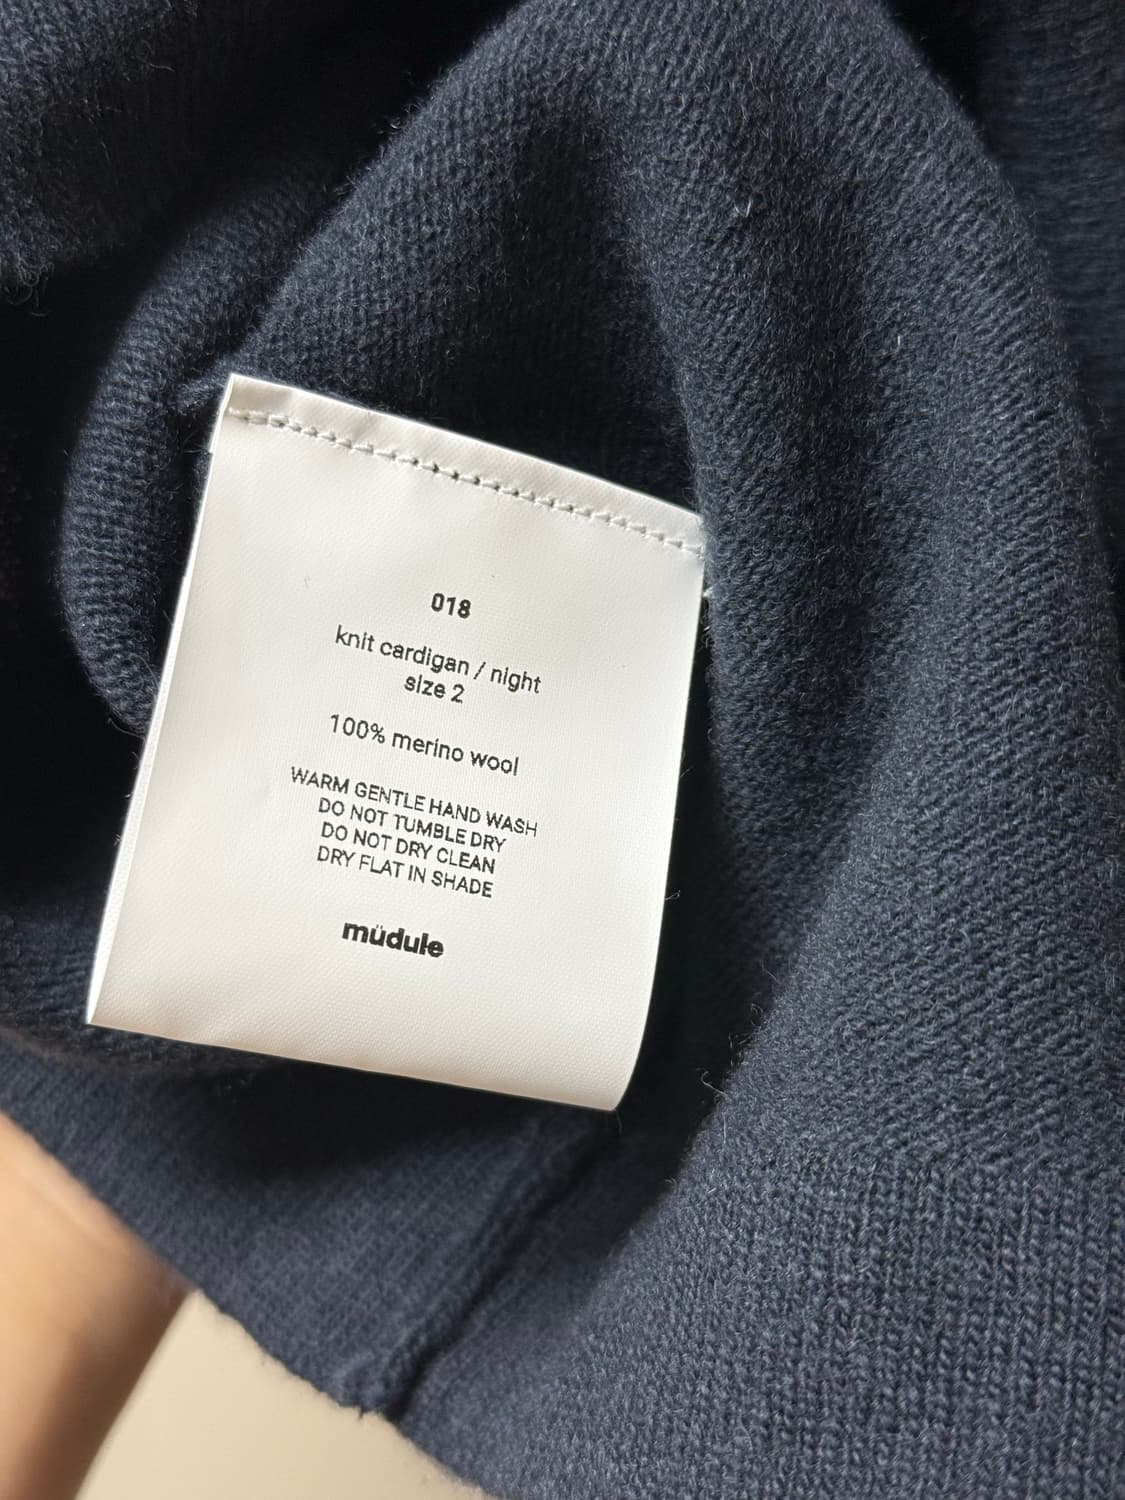 018
knit cardigan / night
size 2
100% merino wool
WARM GENTLE HAND WASH
DO NOT TUMBLE DRY
DO NOT DRY CLEAN
DRY FLAT IN SHADE
müdule